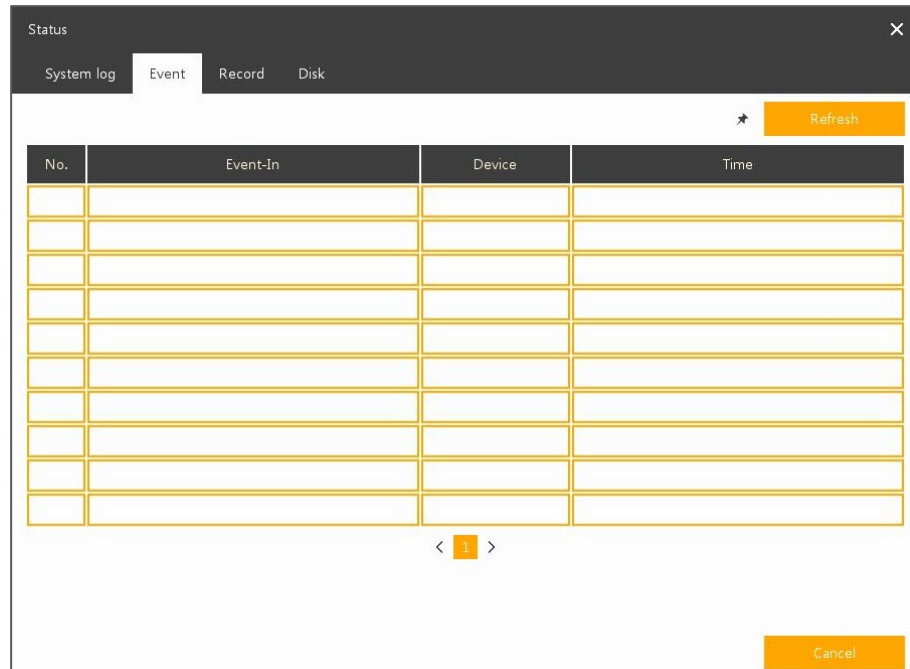 Status
System log Event Record Disk
Refresh
No. Event-In Device Time
1
Cancel